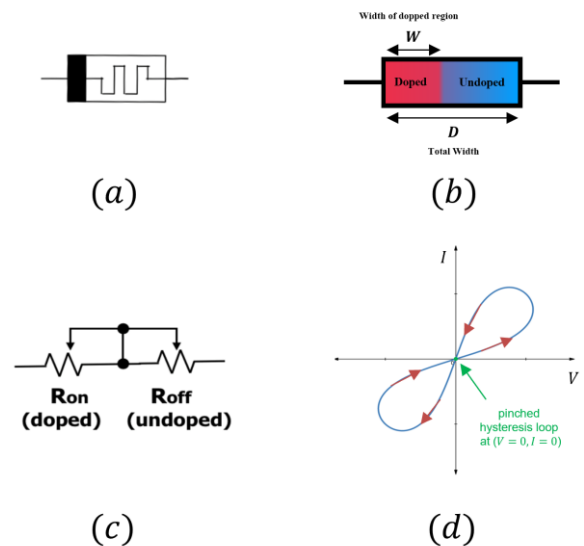 Width of dopped region
W
Doped
Undoped
D
Total Width
(a)
(b)
I
V
pinched
hysteresis loop
at (V = 0, I = 0)
Ron
(doped)
Roff
(undoped)
(c)
(d)